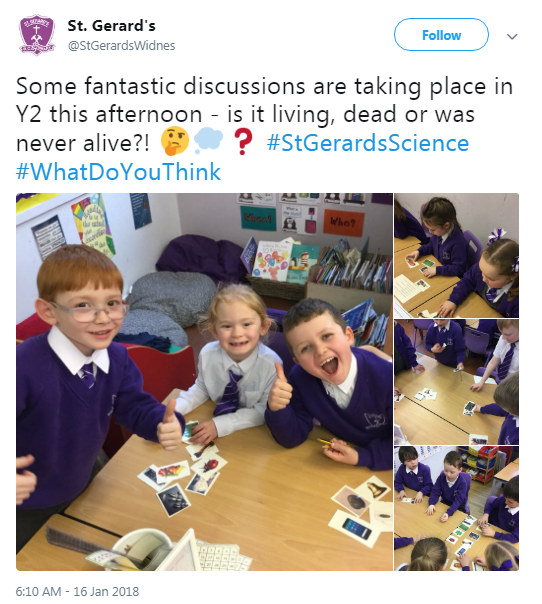 St. Gerard's
@StGerardsWidnes
Follow
Some fantastic discussions are taking place in
Y2 this afternoon - is it living, dead or was
never alive?! 🤔💭❓ #StGerardsScience
#WhatDoYouThink
Who?
6:10 AM - 16 Jan 2018